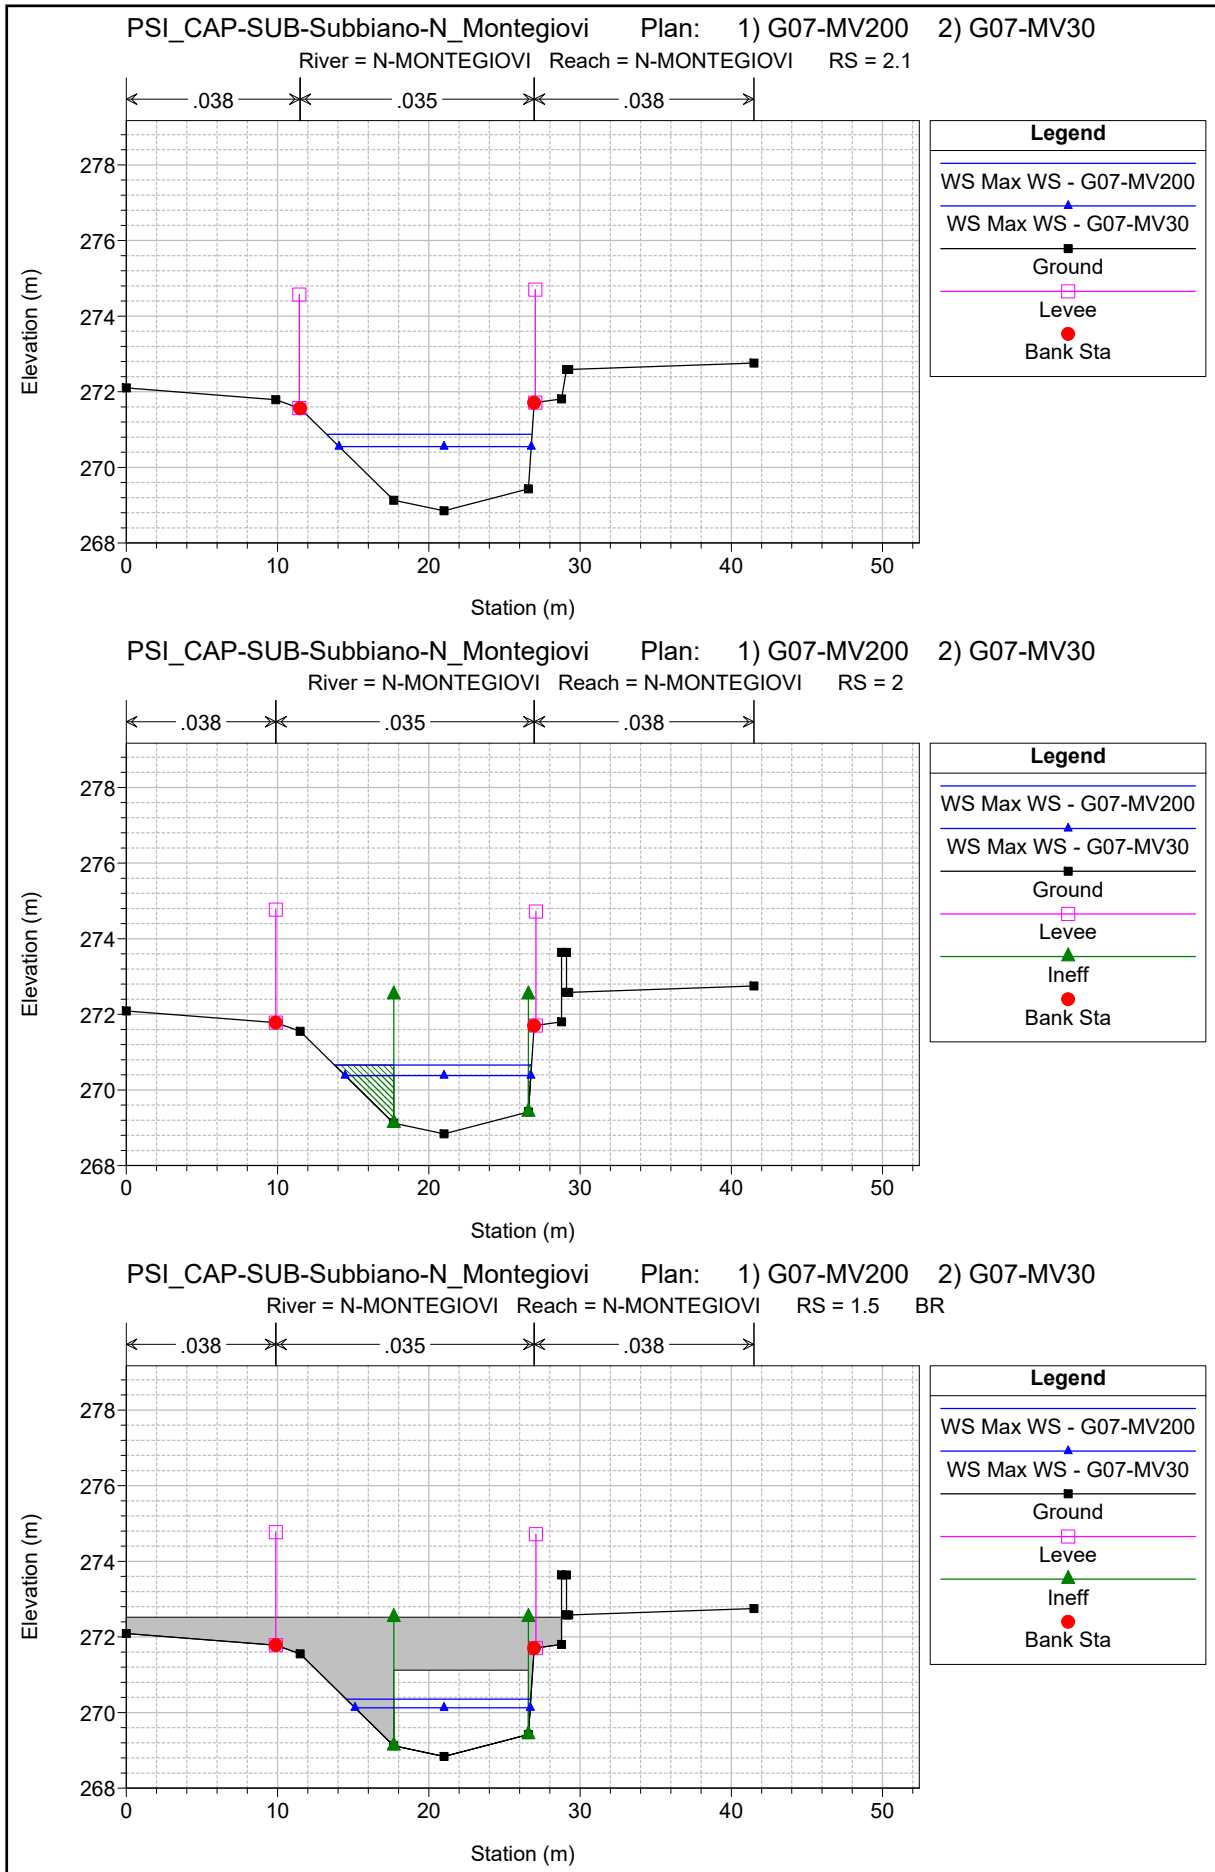 PSI_CAP-SUB-Subbiano-N_Montegiovi Plan: 1) G07-MV200 2) G07-MV30
River = N-MONTEGIOVI Reach = N-MONTEGIOVI RS = 2.1
.038 .035 .038
Legend
WS Max WS - G07-MV200
WS Max WS - G07-MV30
Ground
Levee
Bank Sta
278
276
274
272
270
268
Elevation (m)
0 10 20 30 40 50
Station (m)
PSI_CAP-SUB-Subbiano-N_Montegiovi Plan: 1) G07-MV200 2) G07-MV30
River = N-MONTEGIOVI Reach = N-MONTEGIOVI RS = 2
.038 .035 .038
Legend
WS Max WS - G07-MV200
WS Max WS - G07-MV30
Ground
Levee
Ineff
Bank Sta
278
276
274
272
270
268
Elevation (m)
0 10 20 30 40 50
Station (m)
PSI_CAP-SUB-Subbiano-N_Montegiovi Plan: 1) G07-MV200 2) G07-MV30
River = N-MONTEGIOVI Reach = N-MONTEGIOVI RS = 1.5 BR
.038 .035 .038
Legend
WS Max WS - G07-MV200
WS Max WS - G07-MV30
Ground
Levee
Ineff
Bank Sta
278
276
274
272
270
268
Elevation (m)
0 10 20 30 40 50
Station (m)